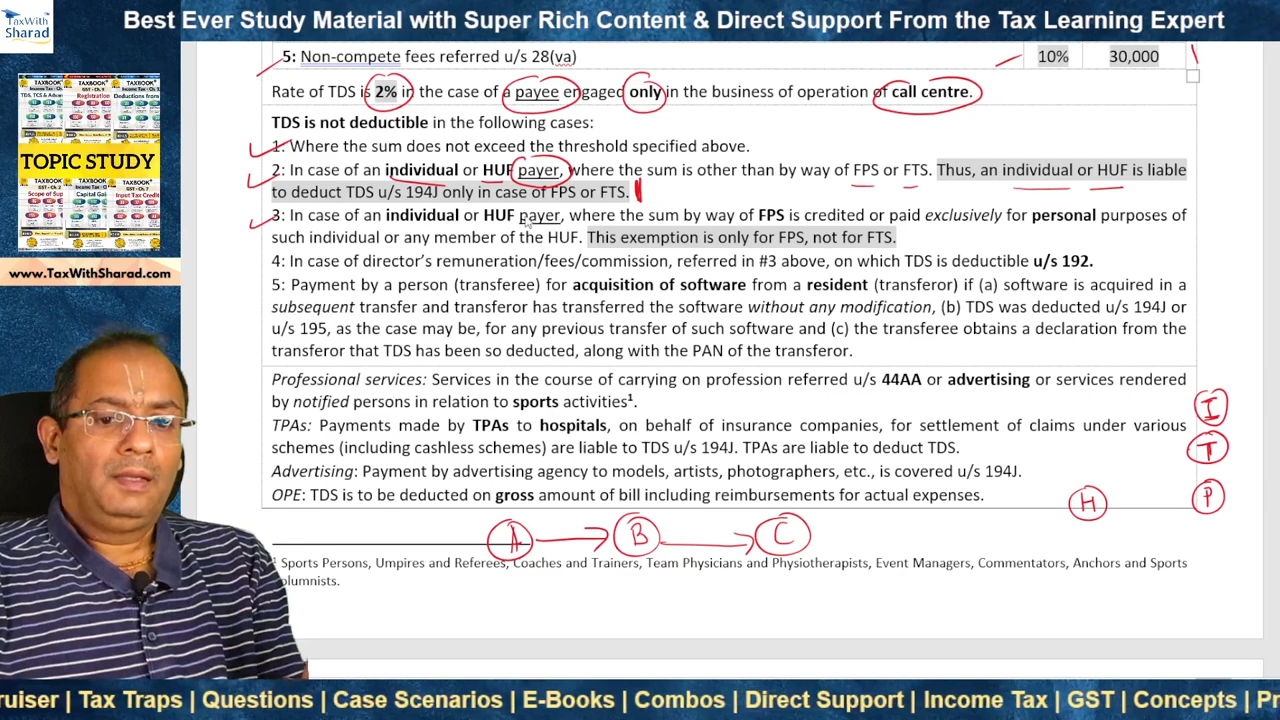 TaxWith
Sharad
Best Ever Study Material with Super Rich Content & Direct Support From the Tax Learning Expert
5: Non-compete fees referred u/s 28(va) 10% 30,000
Rate of TDS is 2% in the case of a payee engaged only in the business of operation of call centre.
TDS is not deductible in the following cases:
1: Where the sum does not exceed the threshold specified above.
2: In case of an individual or HUF payer, where the sum is other than by way of FPS or FTS. Thus, an individual or HUF is liable
to deduct TDS u/s 194J only in case of FPS or FTS.
3: In case of an individual or HUF payer, where the sum by way of FPS is credited or paid exclusively for personal purposes of
such individual or any member of the HUF. This exemption is only for FPS, not for FTS.
4: In case of director's remuneration/fees/commission, referred in #3 above, on which TDS is deductible u/s 192.
5: Payment by a person (transferee) for acquisition of software from a resident (transferor) if (a) software is acquired in a
subsequent transfer and transferor has transferred the software without any modification, (b) TDS was deducted u/s 194J or
u/s 195, as the case may be, for any previous transfer of such software and (c) the transferee obtains a declaration from the
transferor that TDS has been so deducted, along with the PAN of the transferor.
Professional services: Services in the course of carrying on profession referred u/s 44AA or advertising or services rendered
by notified persons in relation to sports activities¹.
TPAs: Payments made by TPAs to hospitals, on behalf of insurance companies, for settlement of claims under various
schemes (including cashless schemes) are liable to TDS u/s 194J. TPAs are liable to deduct TDS.
Advertising: Payment by advertising agency to models, artists, photographers, etc., is covered u/s 194J.
OPE: TDS is to be deducted on gross amount of bill including reimbursements for actual expenses.
I
T
H P
A B C
¹ Sports Persons, Umpires and Referees, Coaches and Trainers, Team Physicians and Physiotherapists, Event Managers, Commentators, Anchors and Sports
olumnists.
TAXBOOK TAXBOOK TAXBOOK
TOPIC STUDY
www.TaxWithSharad.com
ruiser | Tax Traps | Questions | Case Scenarios | E-Books | Combos | Direct Support | Income Tax | GST | Concepts | Pr